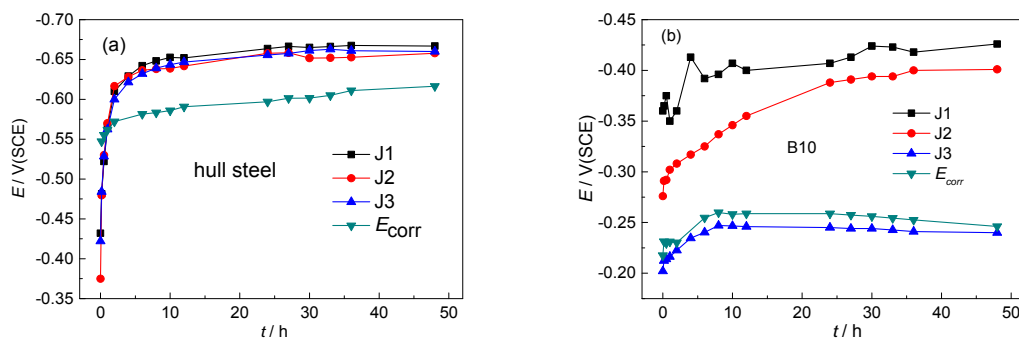 (a)
E / V(SCE)
-0.70
-0.65
-0.60
-0.55
-0.50
-0.45
-0.40
-0.35
hull steel
J1
J2
J3
E_corr
0
10
20
30
40
50
t / h
(b)
E / V(SCE)
-0.45
-0.40
-0.35
-0.30
-0.25
-0.20
B10
J1
J2
J3
E_corr
0
10
20
30
40
50
t / h